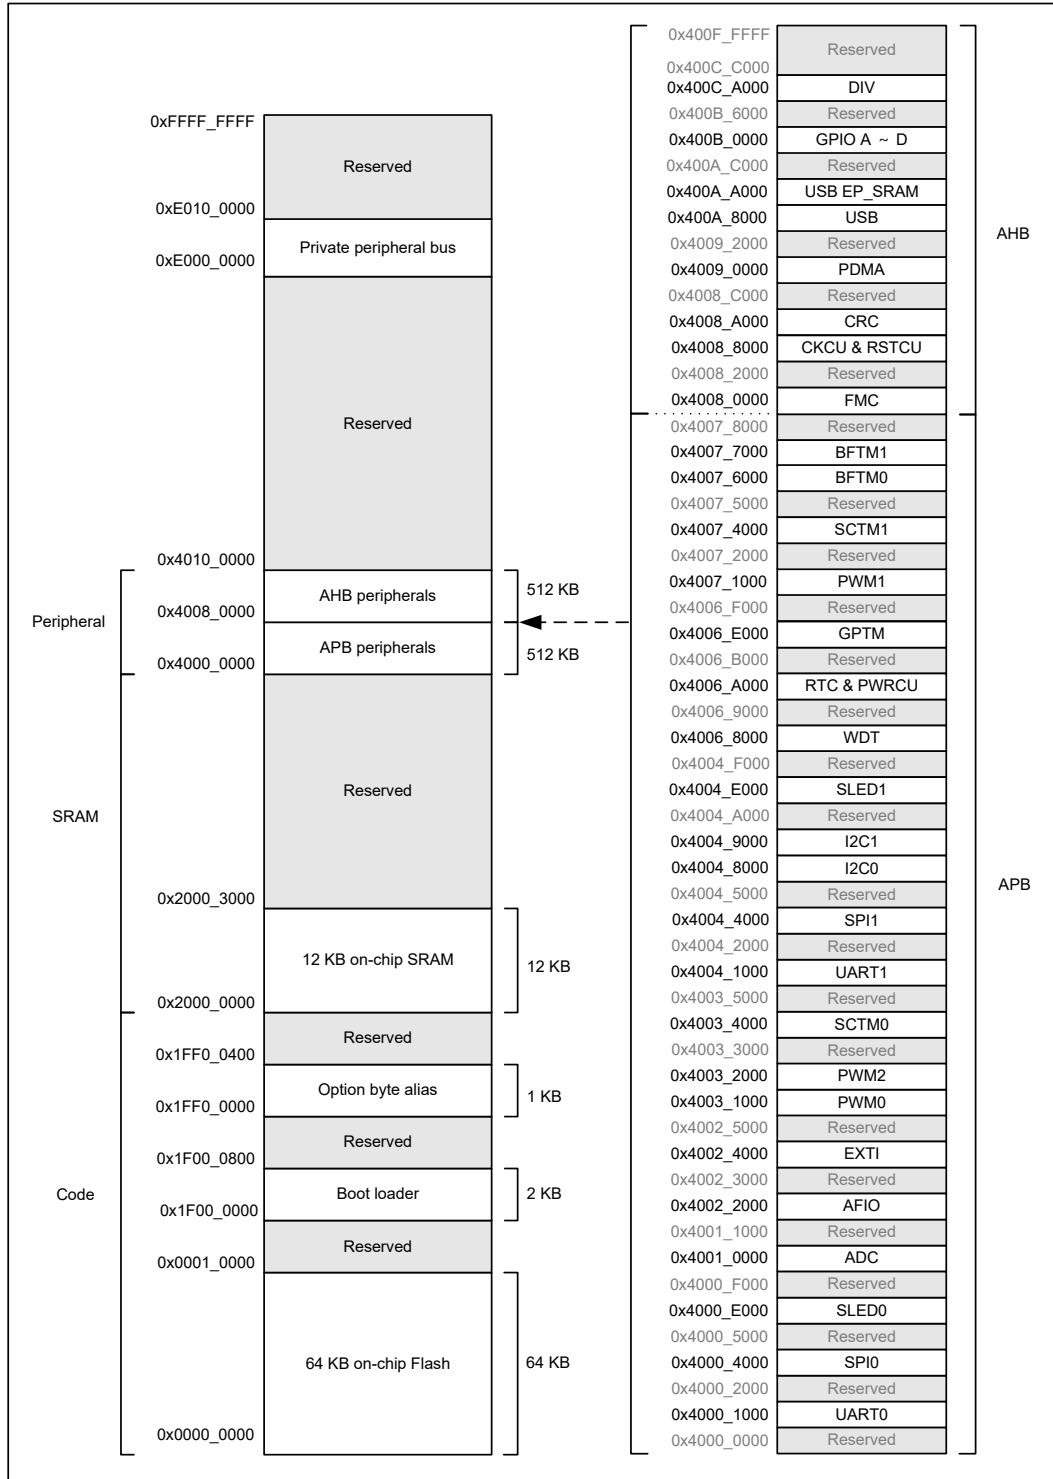 0xFFFF_FFFF
Reserved
0xE010_0000
Private peripheral bus
0xE000_0000
Reserved
0x4010_0000
AHB peripherals
512 KB
0x4008_0000
Peripheral
APB peripherals
512 KB
0x4000_0000
Reserved
SRAM
0x2000_3000
12 KB on-chip SRAM
12 KB
0x2000_0000
Reserved
0x1FF0_0400
Option byte alias
1 KB
0x1FF0_0000
Reserved
0x1F00_0800
Code
Boot loader
2 KB
0x1F00_0000
Reserved
0x0001_0000
64 KB on-chip Flash
64 KB
0x0000_0000
0x400F_FFFF
Reserved
0x400C_C000
0x400C_A000 DIV
0x400B_6000 Reserved
0x400B_0000 GPIO A ~ D
0x400A_C000 Reserved
0x400A_A000 USB EP_SRAM
0x400A_8000 USB
AHB
0x4009_2000 Reserved
0x4009_0000 PDMA
0x4008_C000 Reserved
0x4008_A000 CRC
0x4008_8000 CKCU & RSTCU
0x4008_2000 Reserved
0x4008_0000 FMC
0x4007_8000 Reserved
0x4007_7000 BFTM1
0x4007_6000 BFTM0
0x4007_5000 Reserved
0x4007_4000 SCTM1
0x4007_2000 Reserved
0x4007_1000 PWM1
0x4006_F000 Reserved
0x4006_E000 GPTM
0x4006_B000 Reserved
0x4006_A000 RTC & PWRCU
0x4006_9000 Reserved
0x4006_8000 WDT
0x4004_F000 Reserved
0x4004_E000 SLED1
0x4004_A000 Reserved
0x4004_9000 I2C1
0x4004_8000 I2C0
APB
0x4004_5000 Reserved
0x4004_4000 SPI1
0x4004_2000 Reserved
0x4004_1000 UART1
0x4003_5000 Reserved
0x4003_4000 SCTM0
0x4003_3000 Reserved
0x4003_2000 PWM2
0x4003_1000 PWM0
0x4002_5000 Reserved
0x4002_4000 EXTI
0x4002_3000 Reserved
0x4002_2000 AFIO
0x4001_1000 Reserved
0x4001_0000 ADC
0x4000_F000 Reserved
0x4000_E000 SLED0
0x4000_5000 Reserved
0x4000_4000 SPI0
0x4000_2000 Reserved
0x4000_1000 UART0
0x4000_0000 Reserved